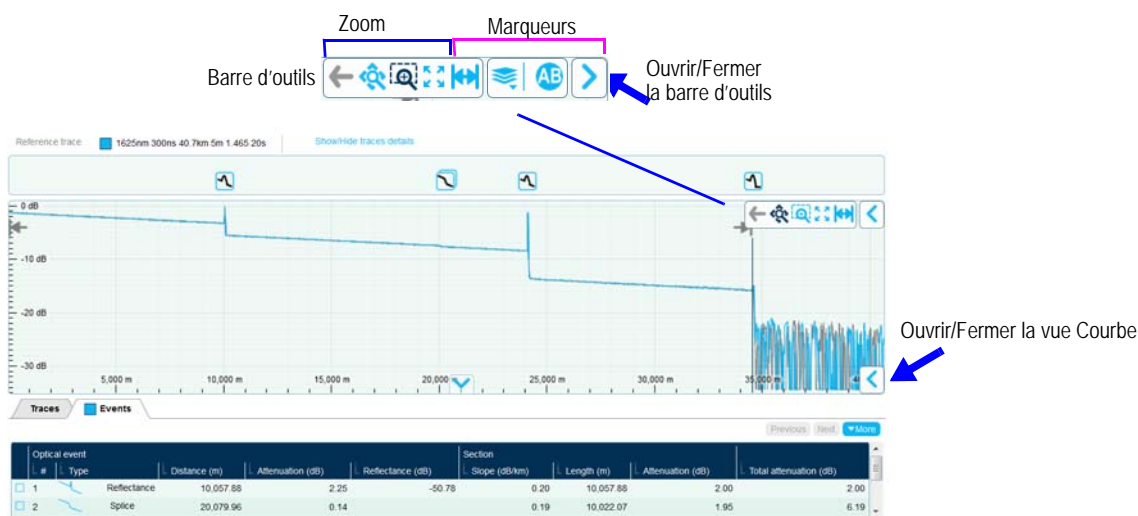 Zoom
Marqueurs
Barre d'outils
AB
Ouvrir/Fermer
la barre d'outils
Reference trace 1625nm 300ns 40.7km 5m 1.465 20s Show/Hide traces details
0 dB
-10 dB
-20 dB
-30 dB
Ouvrir/Fermer la vue Courbe
5,000 m 10,000 m 15,000 m 20,000 25,000 m 30,000 m 35,000 m
Traces Events
Previous Next More
Optical event Section
# Type Distance (m) Attenuation (dB) Reflectance (dB) Slope (dB/km) Length (m) Attenuation (dB) Total attenuation (dB)
1 Reflectance 10,057.88 2.25 -50.78 0.20 10,057.88 2.00 2.00
2 Splice 20,079.96 0.14 0.19 10,022.07 1.95 6.19